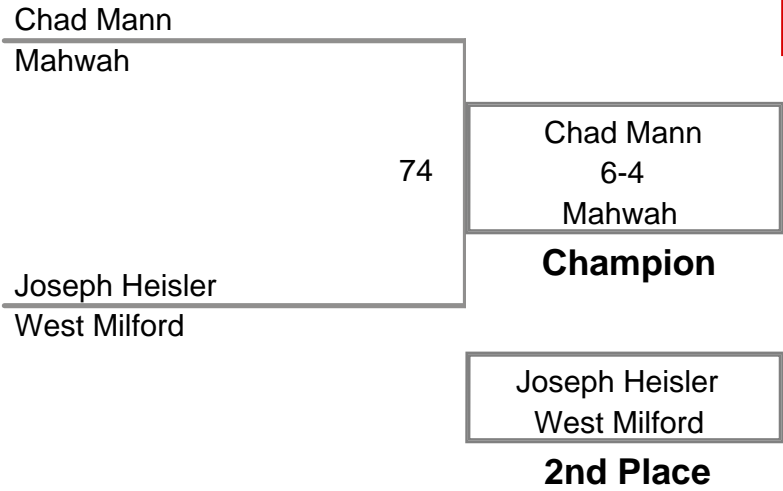 Chad Mann
Mahwah
74
Chad Mann
6-4
Mahwah
Champion
Joseph Heisler
West Milford
Joseph Heisler
West Milford
2nd Place